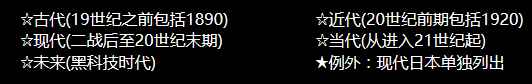 ☆古代(19世纪之前包括1890)
☆近代(20世纪前期包括1920)
☆现代(二战后至20世纪末期)
☆当代(从进入21世纪起)
☆未来(黑科技时代)
★例外：现代日本单独列出